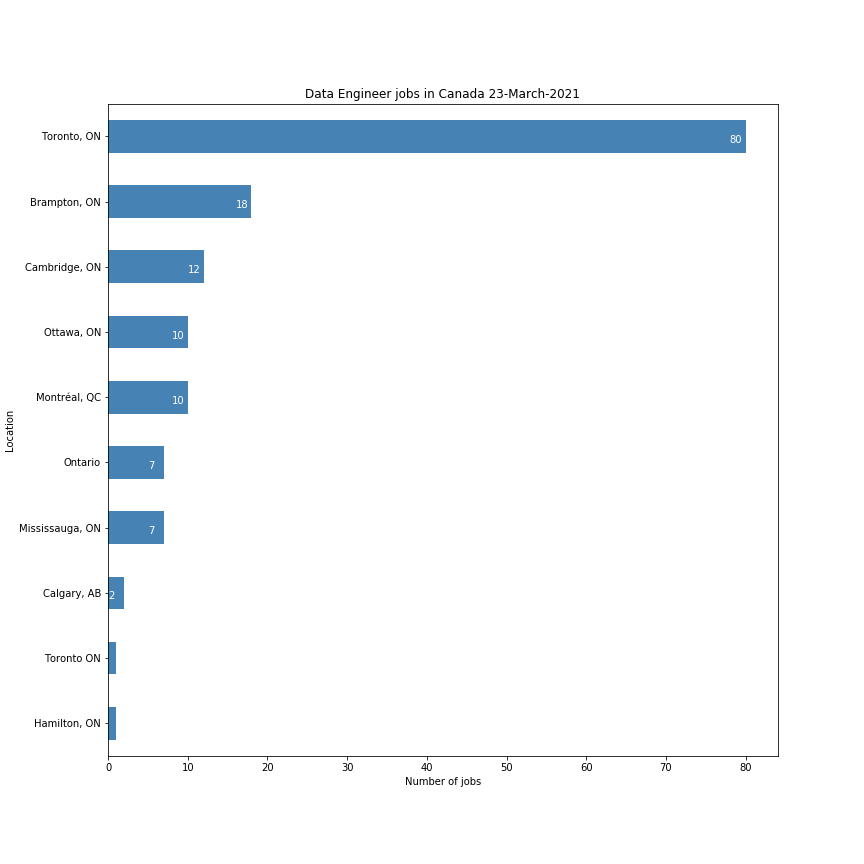 Data Engineer jobs in Canada 23-March-2021
Toronto, ON
80
Brampton, ON
18
Cambridge, ON
12
Ottawa, ON
10
Montréal, QC
10
Ontario
7
Mississauga, ON
7
Calgary, AB
2
Toronto ON
Hamilton, ON
Location
0 10 20 30 40 50 60 70 80
Number of jobs